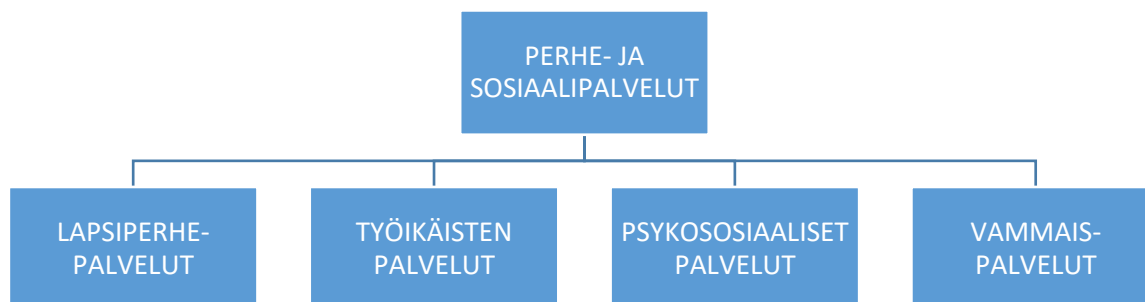 PERHE- JA
SOSIAALIPALVELUT
LAPSIPERHE-
PALVELUT
TYÖIKÄISTEN
PALVELUT
PSYKOSOSIAALISET
PALVELUT
VAMMAIS-
PALVELUT